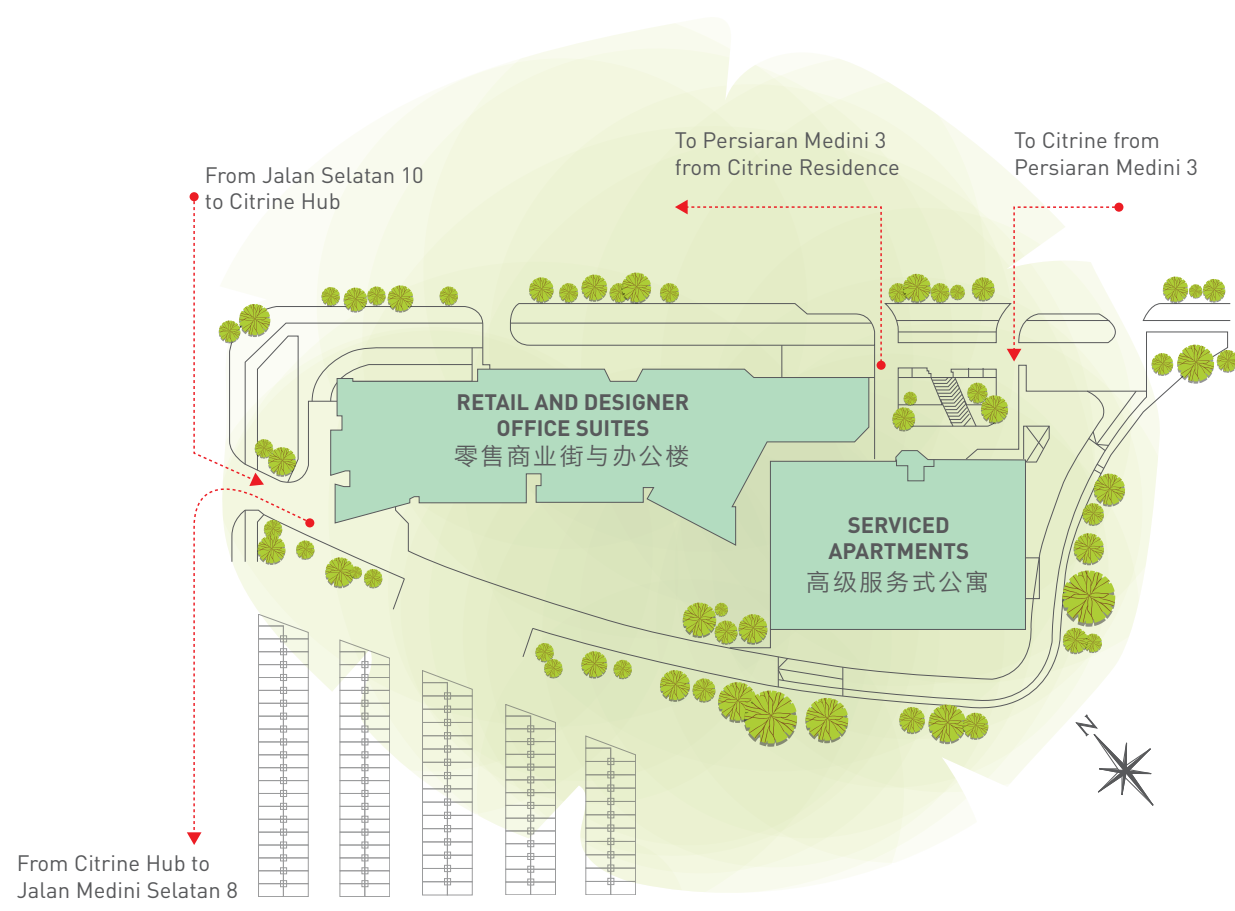 To Persiaran Medini 3
from Citrine Residence
To Citrine from
Persiaran Medini 3
From Jalan Selatan 10
to Citrine Hub
RETAIL AND DESIGNER
OFFICE SUITES
零售商业街与办公楼
SERVICED
APARTMENTS
高级服务式公寓
N
From Citrine Hub to
Jalan Medini Selatan 8